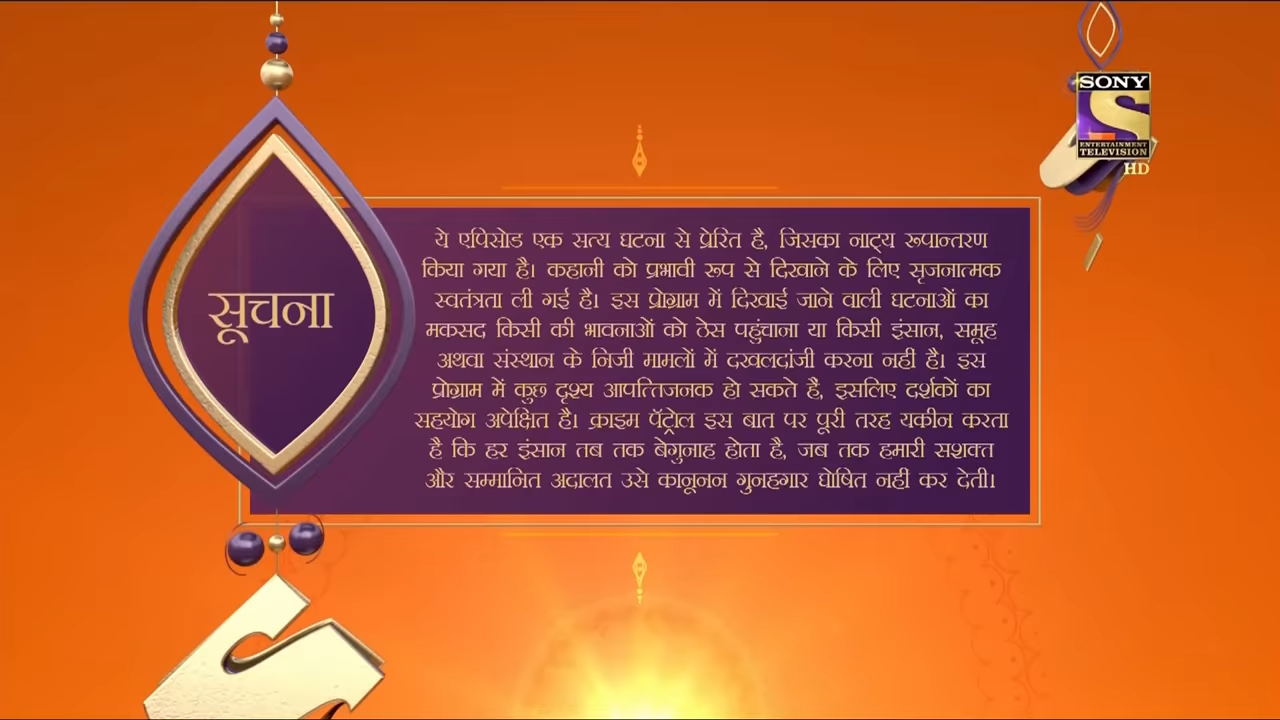 सूचना
ये एपिसोड एक सत्य घटना से प्रेरित है, जिसका नाट्य रूपान्तरण
किया गया है। कहानी को प्रभावी रूप से दिखाने के लिए सृजनात्मक
स्वतंत्रता ली गई है। इस प्रोग्राम में दिखाई जाने वाली घटनाओं का
मकसद किसी की भावनाओं को ठेस पहुंचाना या किसी इंसान, समूह
अथवा संस्थान के निजी मामलों में दखलदांजी करना नहीं है। इस
प्रोग्राम में कुछ दृश्य आपत्तिजनक हो सकते हैं, इसलिए दर्शकों का
सहयोग अपेक्षित है। क्राइम पॅट्रोल इस बात पर पूरी तरह यकीन करता
है कि हर इंसान तब तक बेगुनाह होता है, जब तक हमारी सशक्त
और सम्मानित अदालत उसे कानूनन गुनहगार घोषित नहीं कर देती।
SONY
ENTERTAINMENT
TELEVISION
HD